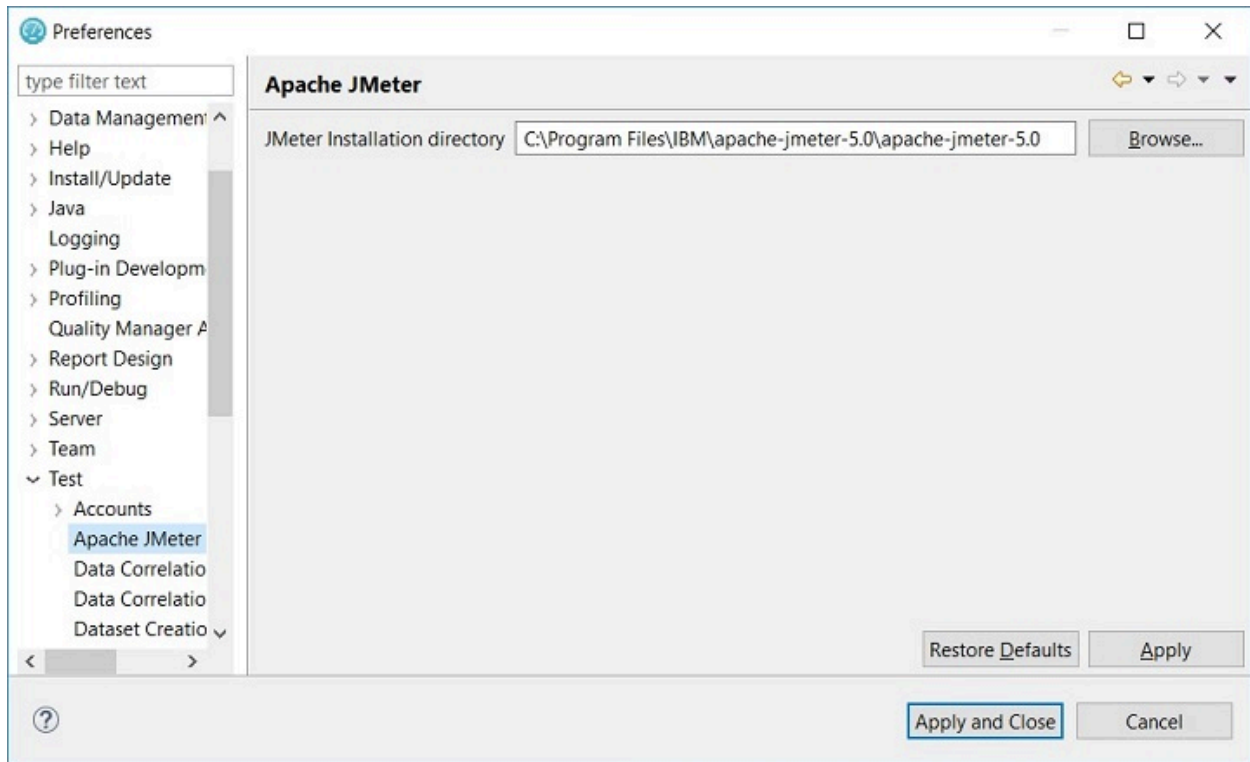 Preferences
type filter text
Data Management
Help
Install/Update
Java
Logging
Plug-in Developm
Profiling
Quality Manager A
Report Design
Run/Debug
Server
Team
Test
Accounts
Apache JMeter
Data Correlatio
Data Correlatio
Dataset Creatio
Apache JMeter
JMeter Installation directory C:\Program Files\IBM\apache-jmeter-5.0\apache-jmeter-5.0 Browse...
Restore Defaults Apply
? Apply and Close Cancel